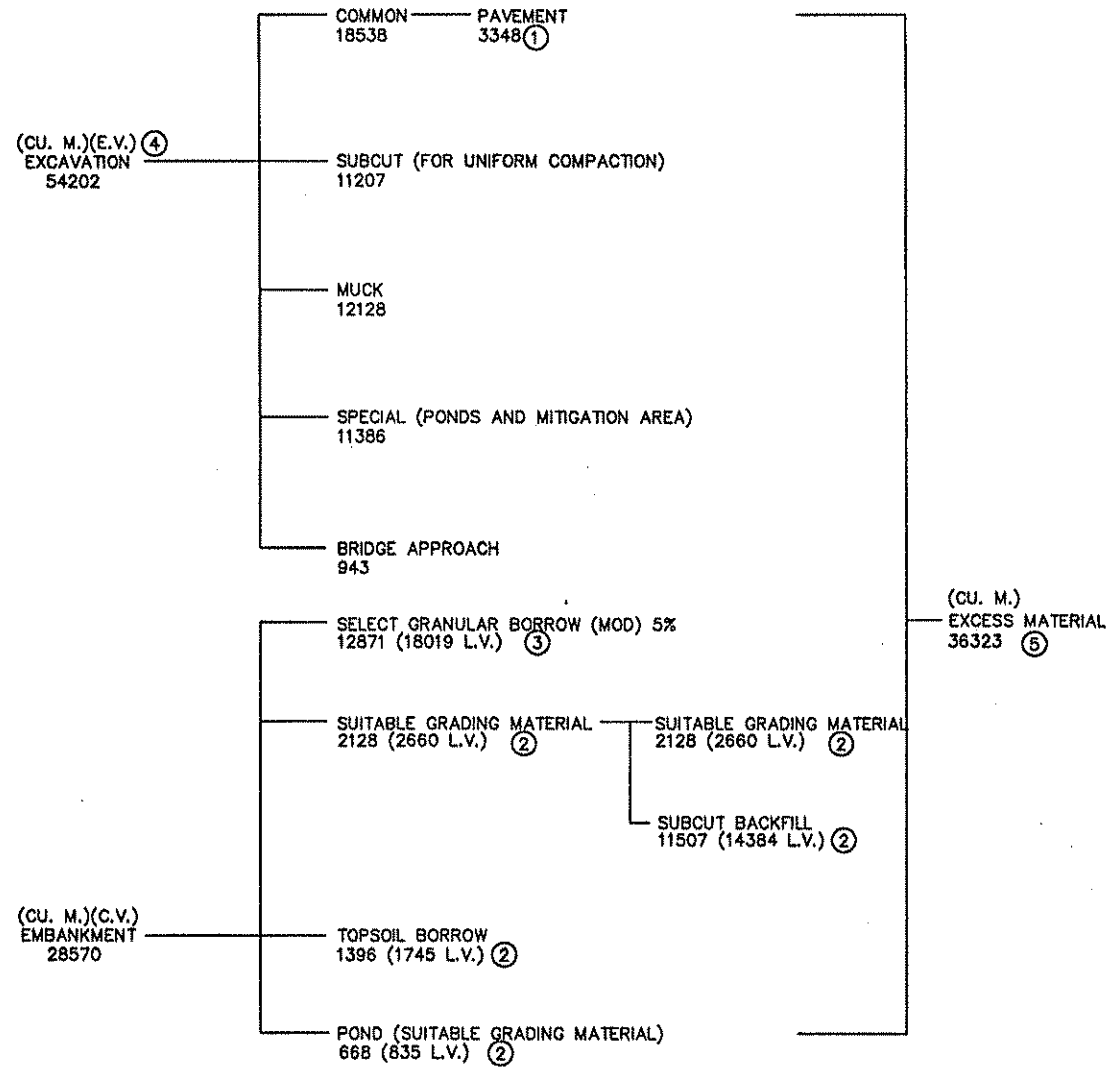 COMMON PAVEMENT
18538 3348 ①
(CU. M.)(E.V.) ④
EXCAVATION
54202
SUBCUT (FOR UNIFORM COMPACTION)
11207
MUCK
12128
SPECIAL (PONDS AND MITIGATION AREA)
11386
BRIDGE APPROACH
943
(CU. M.)
EXCESS MATERIAL
36323 ⑤
SELECT GRANULAR BORROW (MOD) 5%
12871 (18019 L.V.) ③
SUITABLE GRADING MATERIAL SUITABLE GRADING MATERIAL
2128 (2660 L.V.) ② 2128 (2660 L.V.) ②
SUBCUT BACKFILL
11507 (14384 L.V.) ②
(CU. M.)(C.V.)
EMBANKMENT
28570
TOPSOIL BORROW
1396 (1745 L.V.) ②
POND (SUITABLE GRADING MATERIAL)
668 (835 L.V.) ②